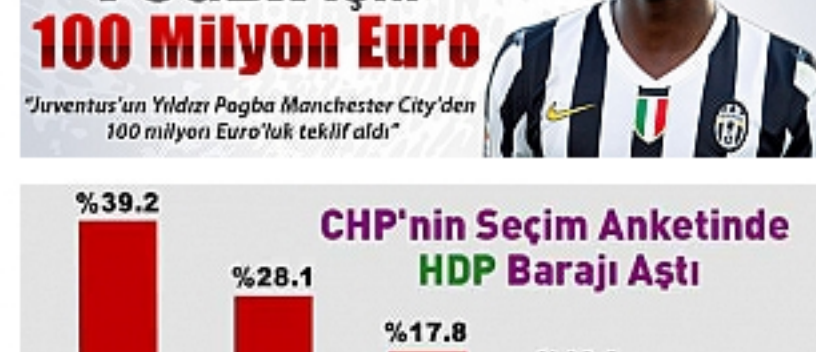 100 Milyon Euro
"Juventus'un Yıldızı Pogba Manchester City'den
100 milyon Euro'luk teklif aldı"
%39.2
CHP'nin Seçim Anketinde
HDP Barajı Aştı
%28.1
%17.8